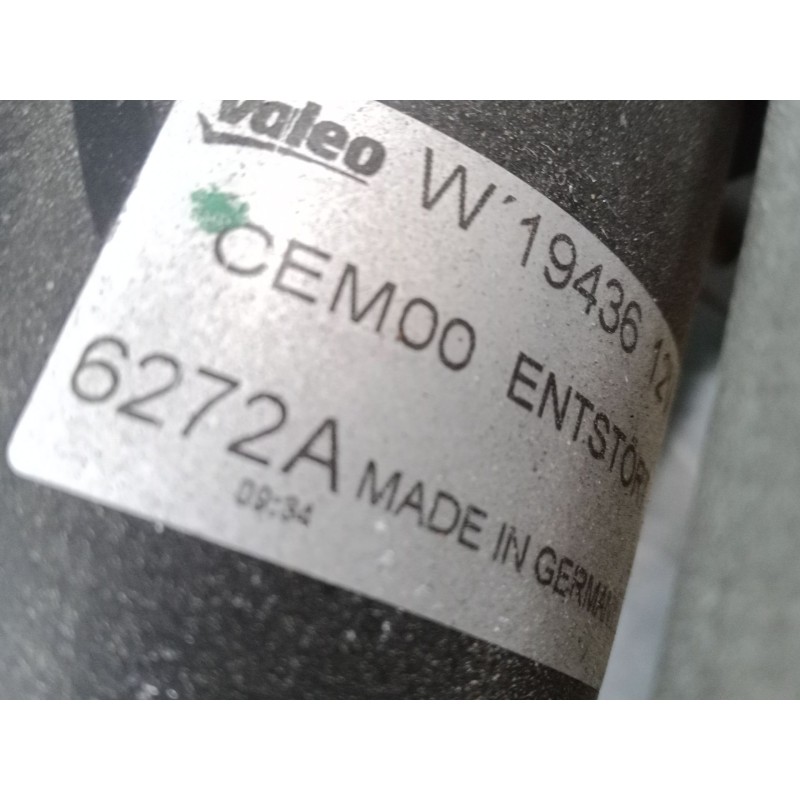 Valeo W´19436
CEM00 ENTSTÖR
6272A MADE IN GERMAN
09:34